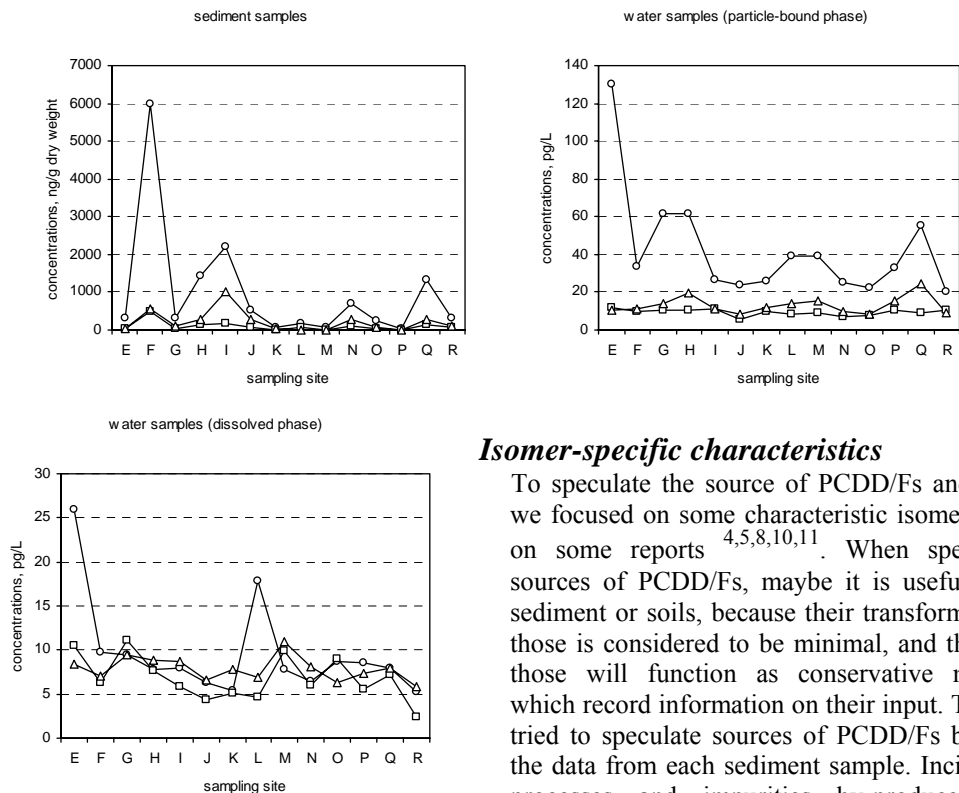 sediment samples
7000
6000
5000
4000
3000
2000
1000
0
concentrations, ng/g dry weight
E F G H I J K L M N O P Q R
sampling site
water samples (particle-bound phase)
140
120
100
80
60
40
20
0
concentrations, pg/L
E F G H I J K L M N O P Q R
sampling site
water samples (dissolved phase)
30
25
20
15
10
5
0
concentrations, pg/L
E F G H I J K L M N O P Q R
sampling site
Isomer-specific characteristics
To speculate the source of PCDD/Fs and
we focused on some characteristic isome
on some reports 4,5,8,10,11. When spe
sources of PCDD/Fs, maybe it is useful
sediment or soils, because their transform
those is considered to be minimal, and th
those will function as conservative
which record information on their input. T
tried to speculate sources of PCDD/Fs b
the data from each sediment sample. Inci